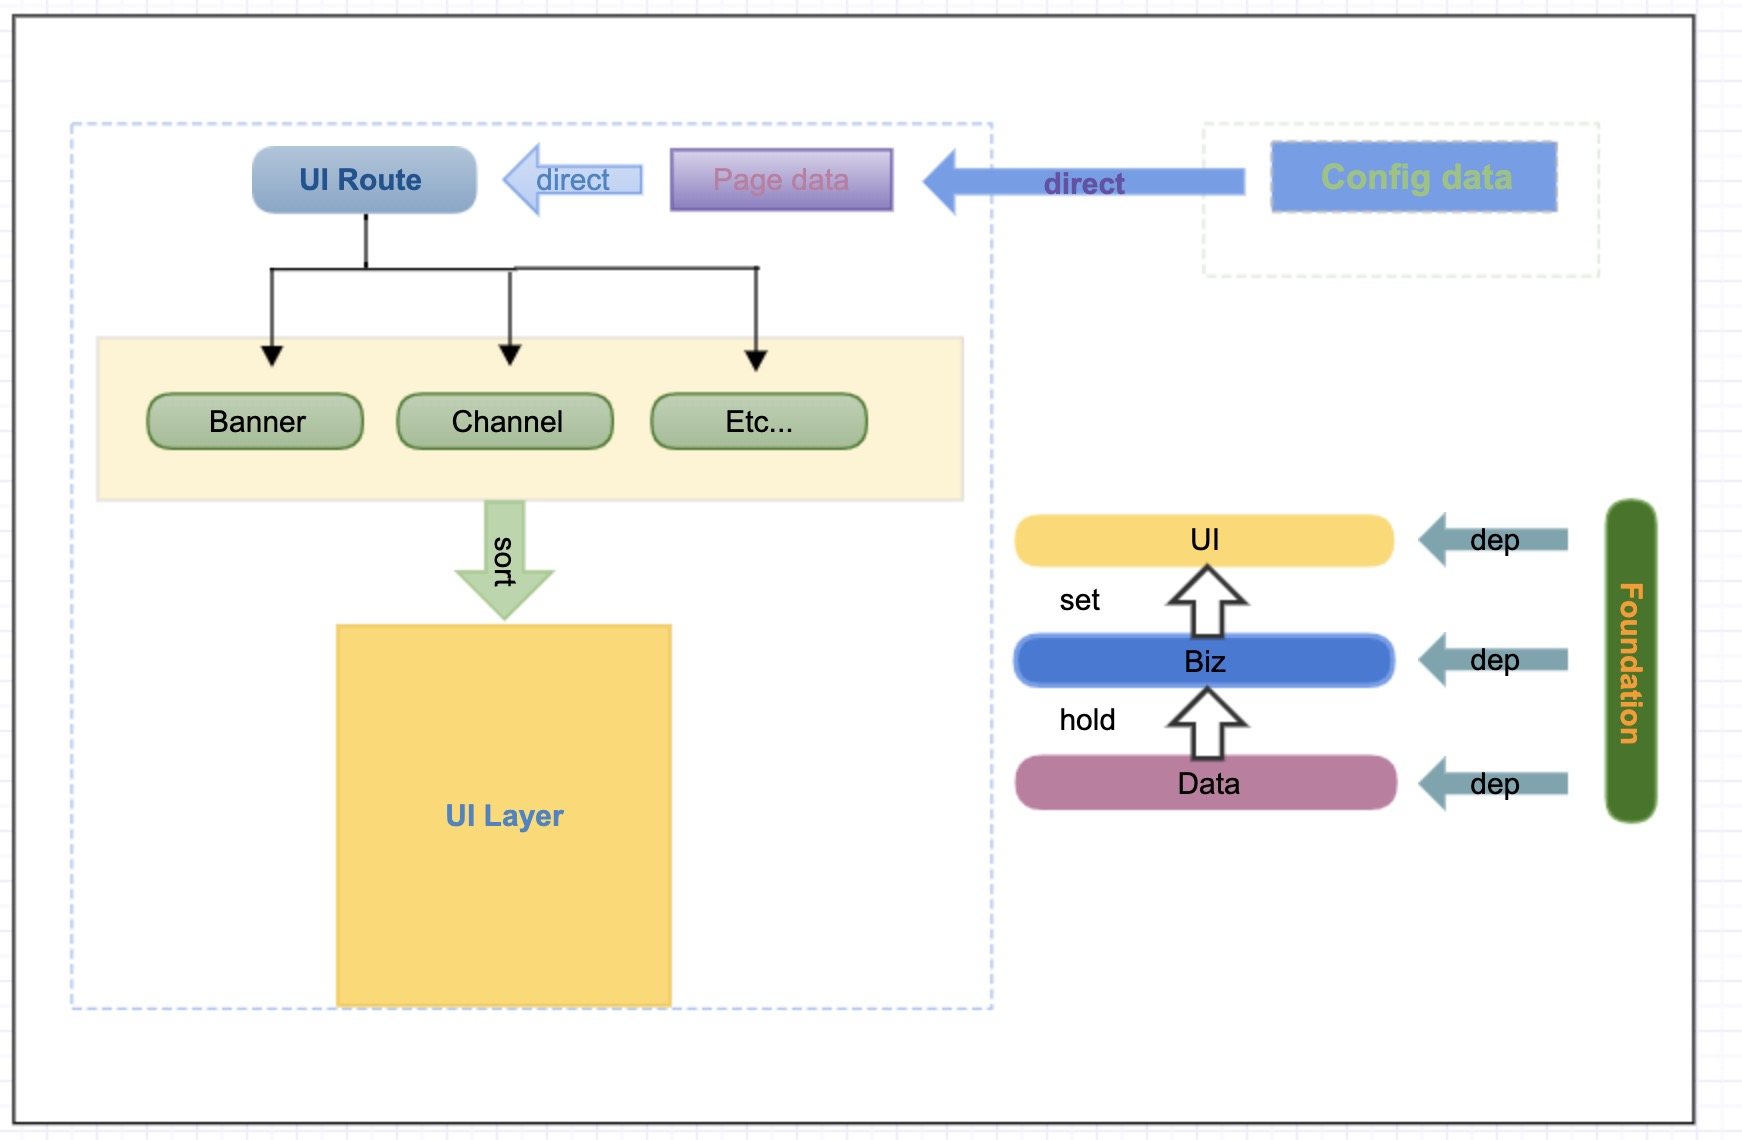 UI Route
direct
Page data
direct
Config data
Banner
Channel
Etc...
sort
UI Layer
UI
dep
set
Biz
dep
hold
Data
dep
Foundation